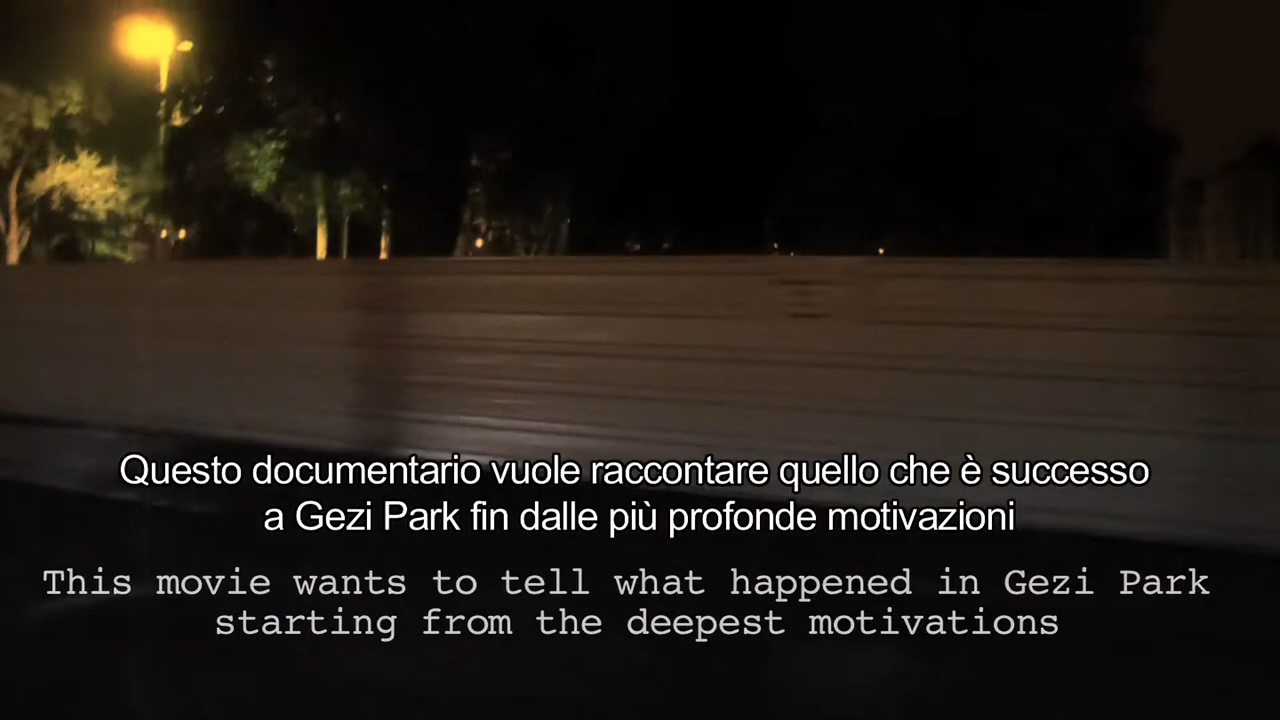 Questo documentario vuole raccontare quello che è successo
a Gezi Park fin dalle più profonde motivazioni
This movie wants to tell what happened in Gezi Park
starting from the deepest motivations